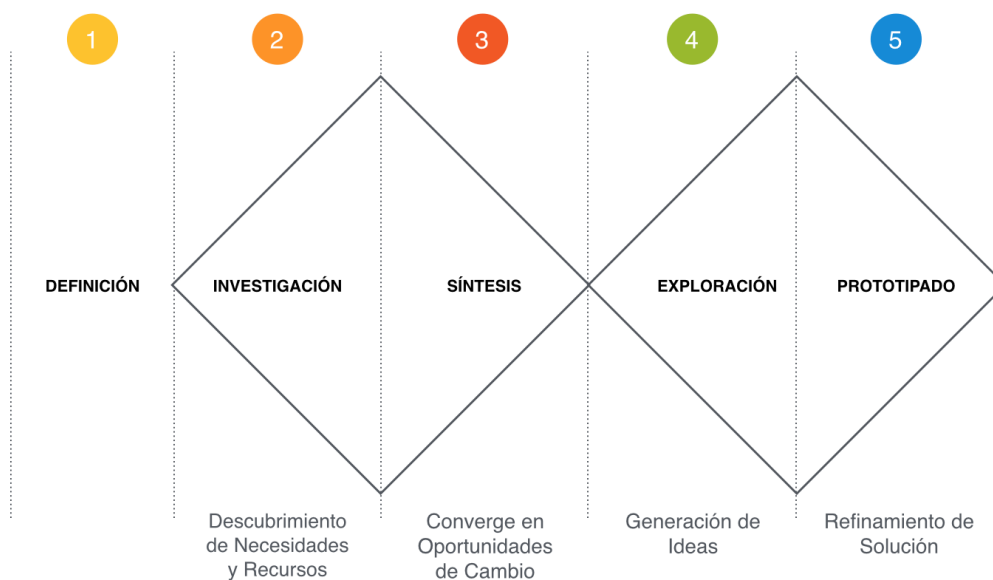 1
2
3
4
5
DEFINICIÓN
INVESTIGACIÓN
SÍNTESIS
EXPLORACIÓN
PROTOTIPADO
Descubrimiento
de Necesidades
y Recursos
Converge en
Oportunidades
de Cambio
Generación de
Ideas
Refinamiento de
Solución